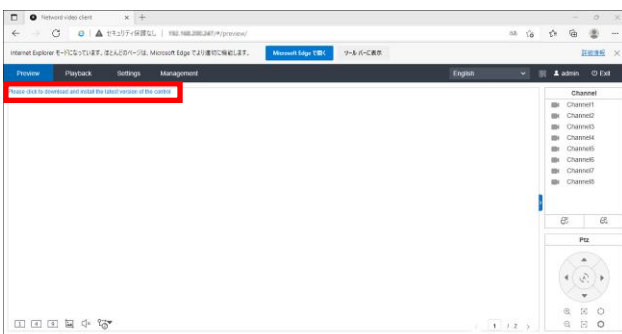 Network video client
セキュリティ保護なし
192.168.200.247/#/preview/
Internet Explorer モードになっています。ほとんどのページは、Microsoft Edge でより適切に機能します。
Microsoft Edge で開く
ツール バーに表示
詳細情報
Preview Playback Settings Management English admin Exit
Please click to download and install the latest version of the control
Channel
Channel1
Channel2
Channel3
Channel4
Channel5
Channel6
Channel7
Channel8
Ptz
1 / 2